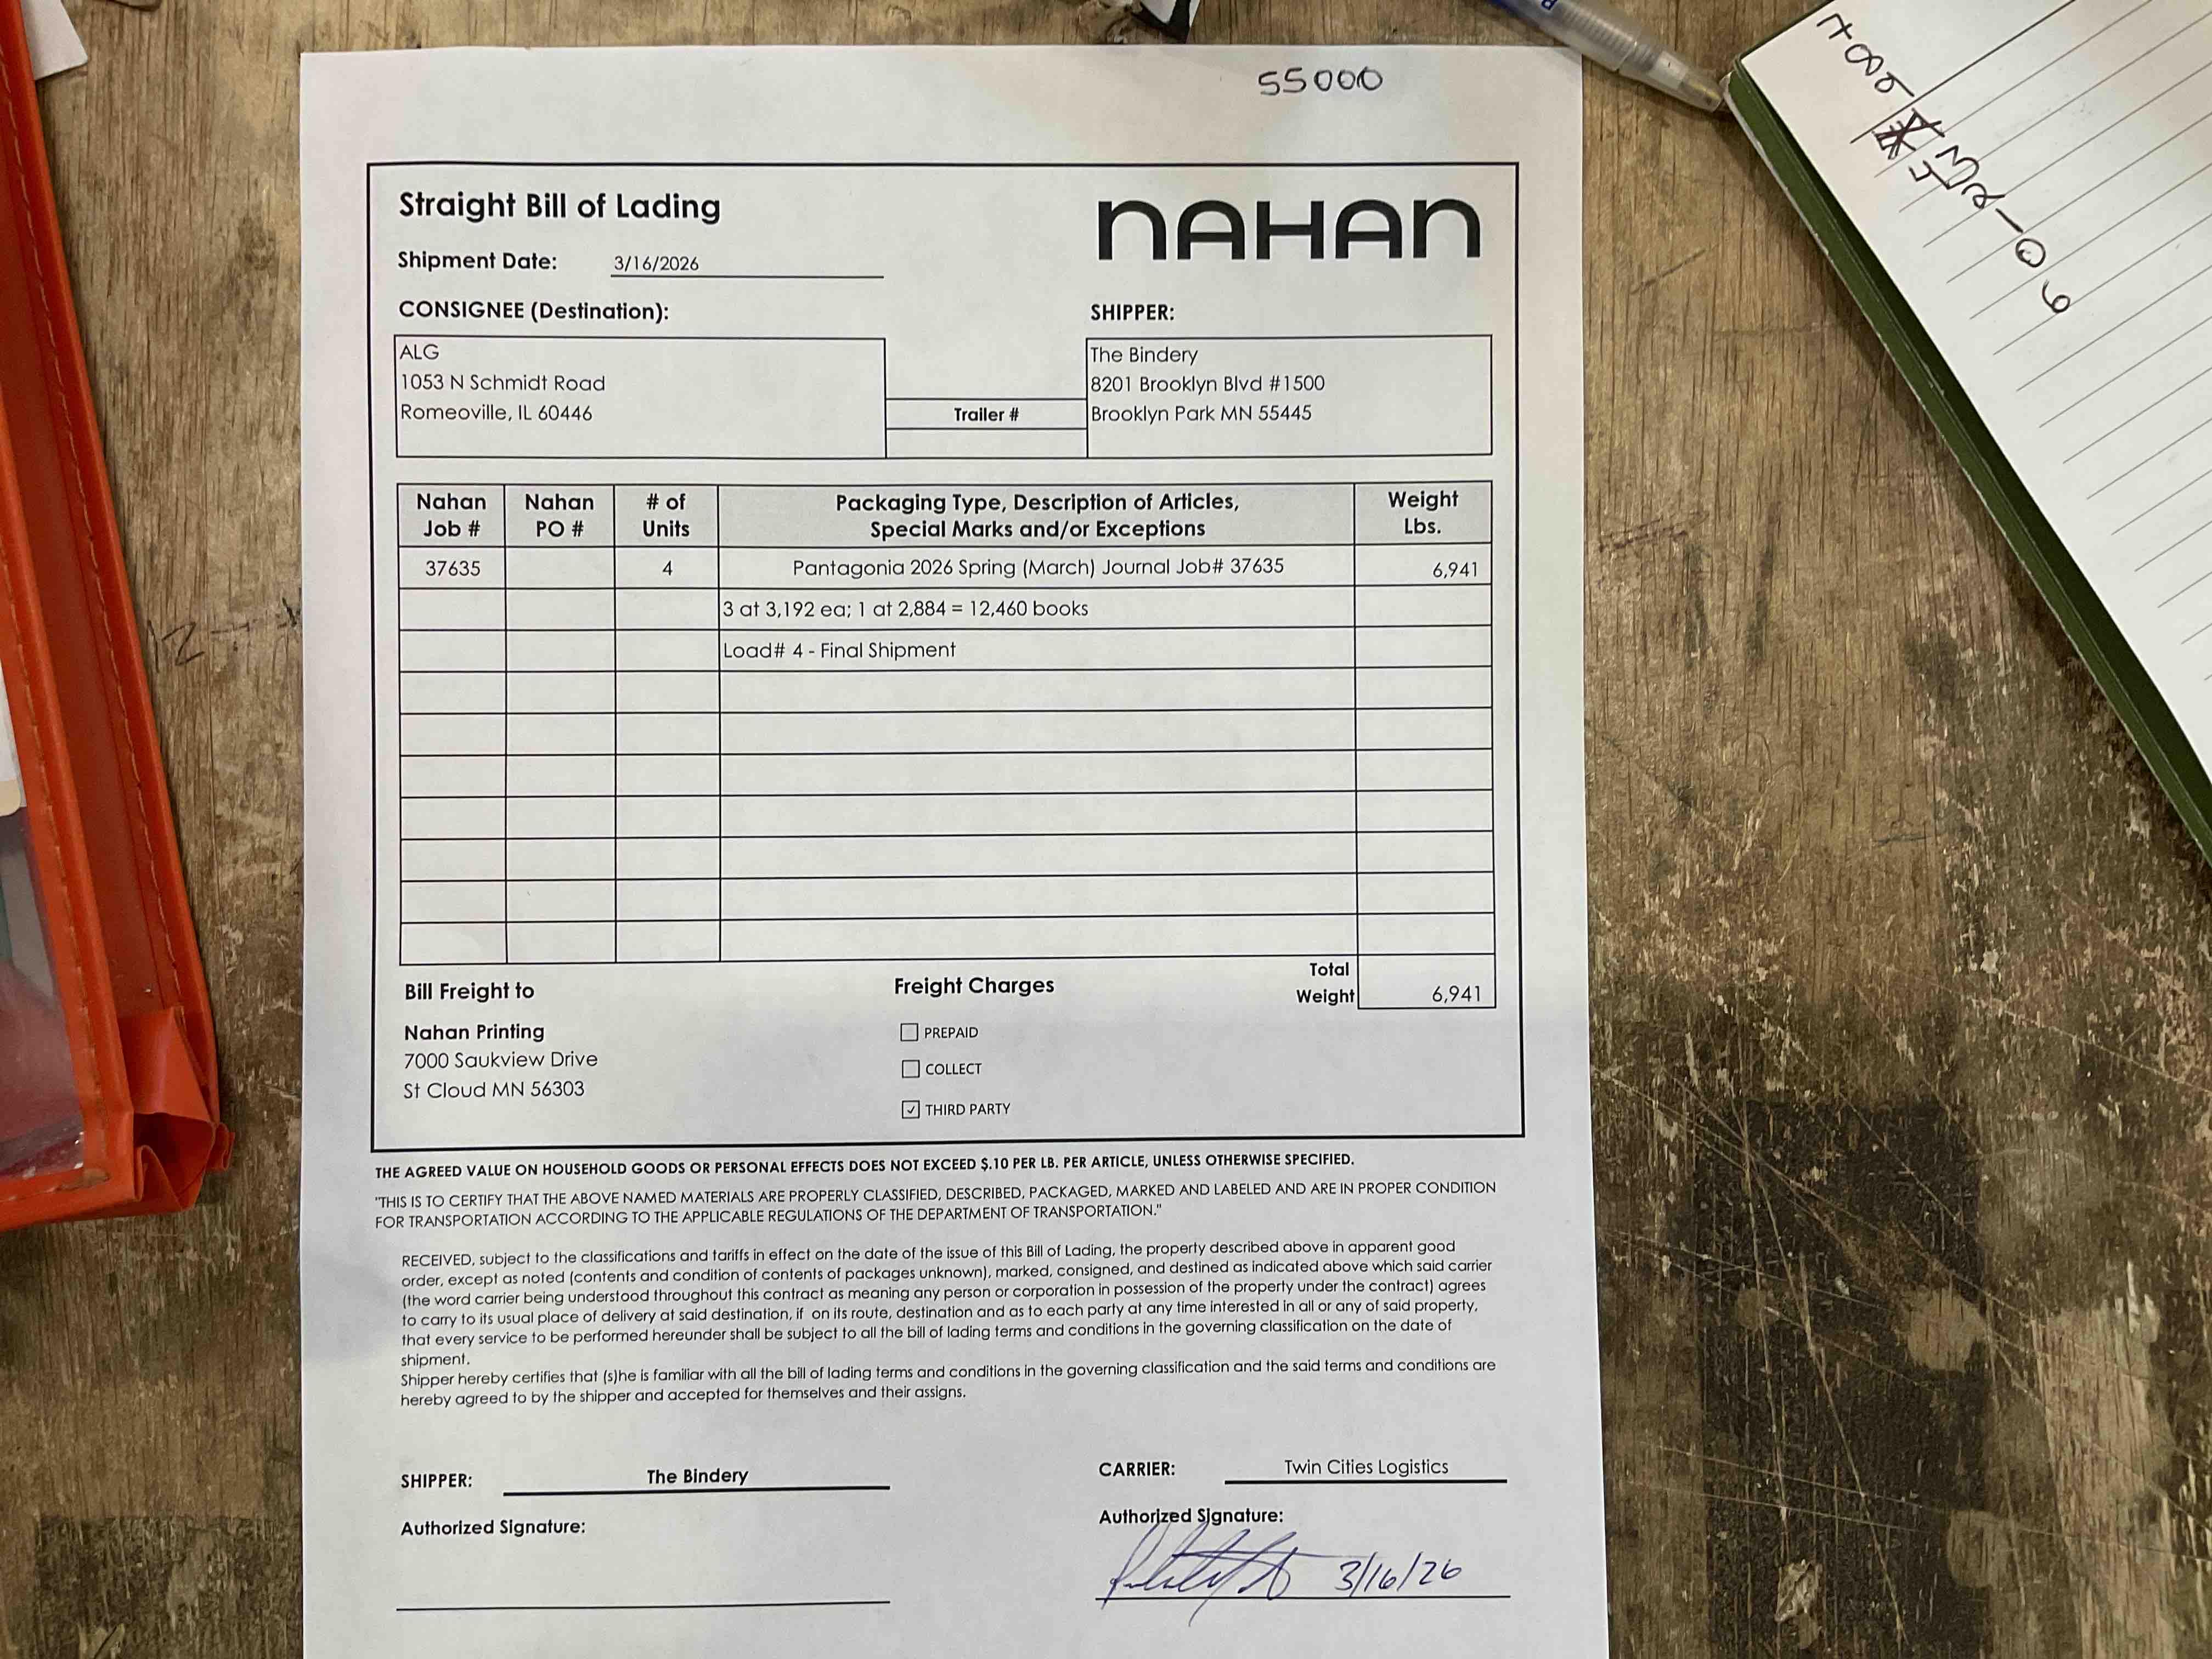 55000
Straight Bill of Lading
NAHAN
Shipment Date: 3/16/2026
CONSIGNEE (Destination):
SHIPPER:
ALG
1053 N Schmidt Road
Romeoville, IL 60446
Trailer #
The Bindery
8201 Brooklyn Blvd #1500
Brooklyn Park MN 55445
Nahan Job # Nahan PO # # of Units Packaging Type, Description of Articles, Special Marks and/or Exceptions Weight Lbs.
37635 4 Pantagonia 2026 Spring (March) Journal Job# 37635 6,941
3 at 3,192 ea; 1 at 2,884 = 12,460 books
Load# 4 - Final Shipment
Total Weight 6,941
Bill Freight to
Nahan Printing
7000 Saukview Drive
St Cloud MN 56303
Freight Charges
PREPAID
COLLECT
✓ THIRD PARTY
THE AGREED VALUE ON HOUSEHOLD GOODS OR PERSONAL EFFECTS DOES NOT EXCEED $.10 PER LB. PER ARTICLE, UNLESS OTHERWISE SPECIFIED.
"THIS IS TO CERTIFY THAT THE ABOVE NAMED MATERIALS ARE PROPERLY CLASSIFIED, DESCRIBED, PACKAGED, MARKED AND LABELED AND ARE IN PROPER CONDITION
FOR TRANSPORTATION ACCORDING TO THE APPLICABLE REGULATIONS OF THE DEPARTMENT OF TRANSPORTATION."
RECEIVED, subject to the classifications and tariffs in effect on the date of the issue of this Bill of Lading, the property described above in apparent good
order, except as noted (contents and condition of contents of packages unknown), marked, consigned, and destined as indicated above which said carrier
(the word carrier being understood throughout this contract as meaning any person or corporation in possession of the property under the contract) agrees
to carry to its usual place of delivery at said destination, if on its route, destination and as to each party at any time interested in all or any of said property,
that every service to be performed hereunder shall be subject to all the bill of lading terms and conditions in the governing classification on the date of
shipment.
Shipper hereby certifies that (s)he is familiar with all the bill of lading terms and conditions in the governing classification and the said terms and conditions are
hereby agreed to by the shipper and accepted for themselves and their assigns.
SHIPPER: The Bindery
CARRIER: Twin Cities Logistics
Authorized Signature:
Authorized Signature:
3/16/26